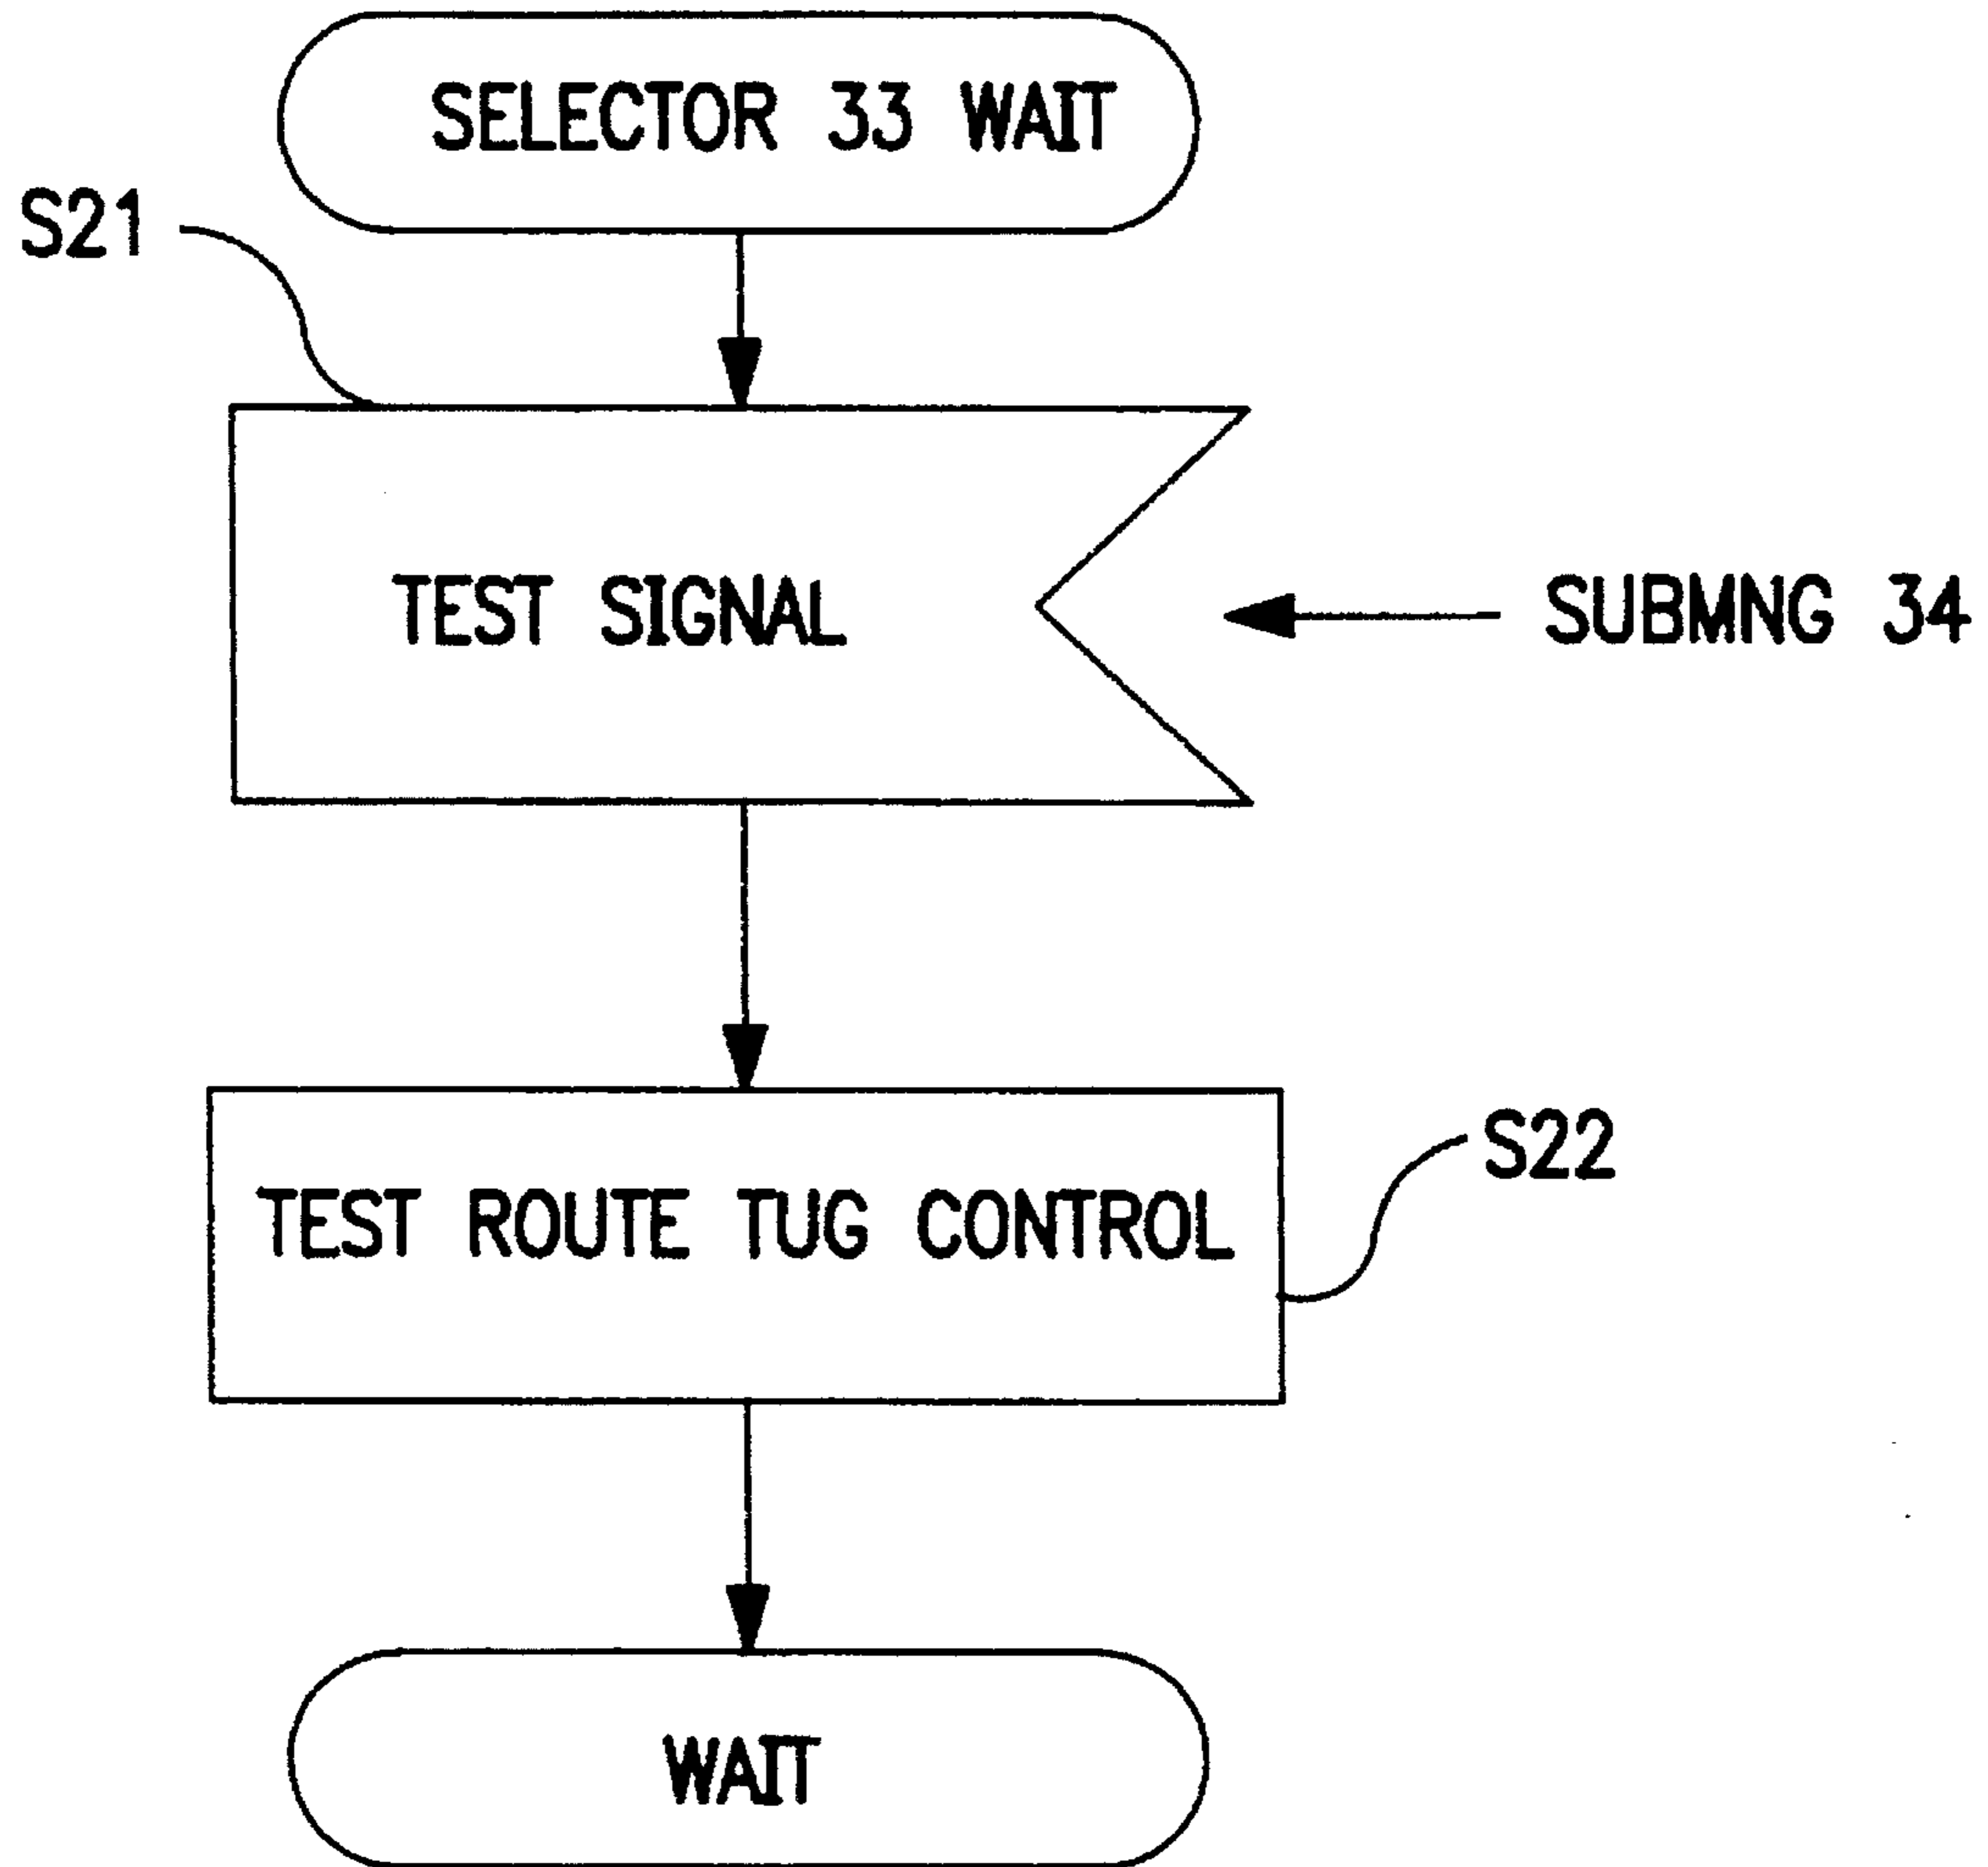 SELECTOR 33 WAIT
S21
TEST SIGNAL
SUBMNG 34
S22
TEST ROUTE TUG CONTROL
WAIT